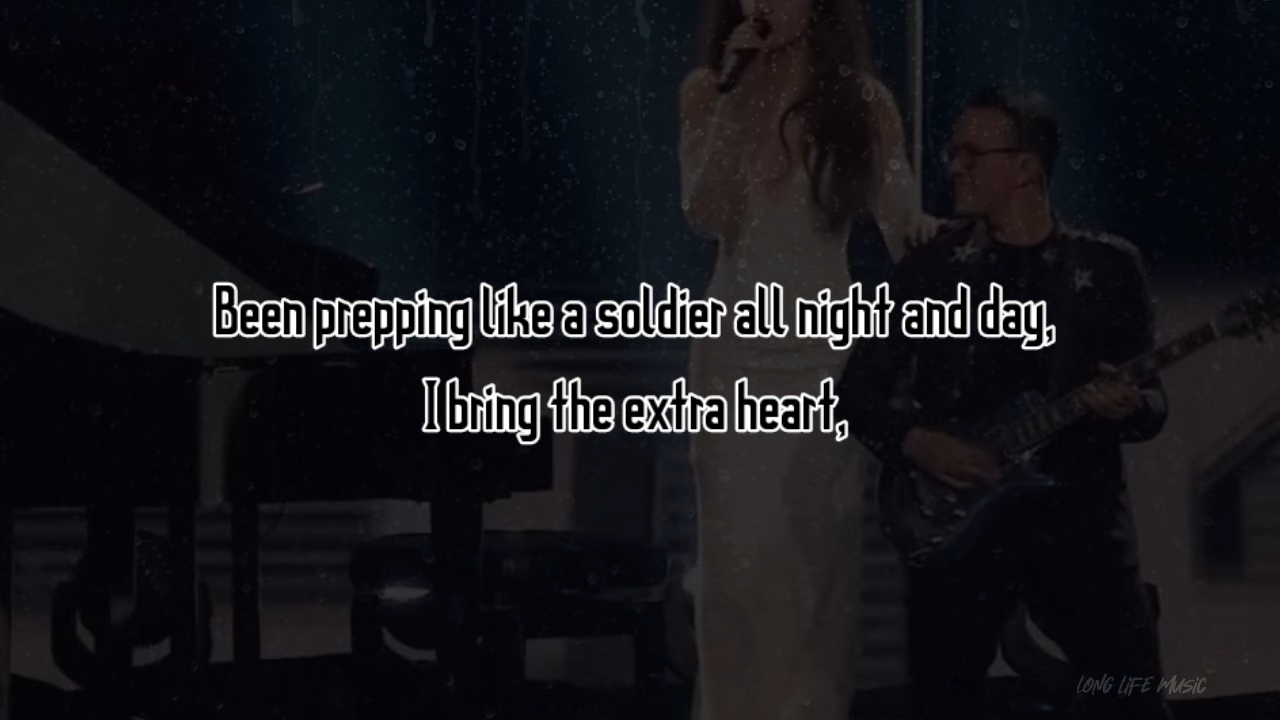 Been prepping like a soldier all night and day,
I bring the extra heart,
LONG LIFE MUSIC